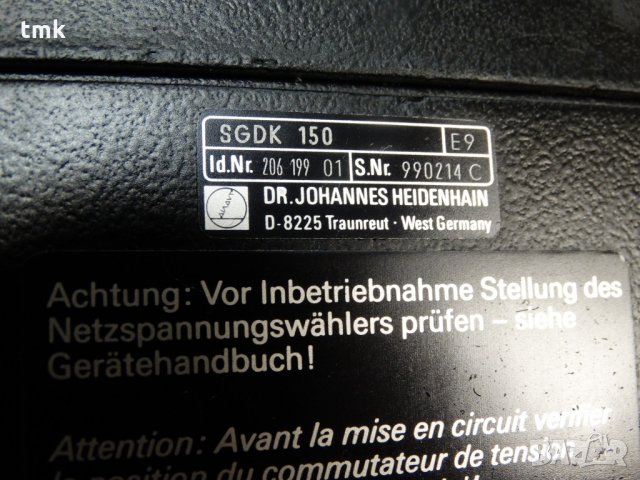 tmk
SGDK 150 E9
Id.Nr. 206 199 01 S.Nr. 990214 C
DR. JOHANNES HEIDENHAIN
D-8225 Traunreut · West Germany
Achtung: Vor Inbetriebnahme Stellung des
Netzspannungswählers prüfen – siehe
Gerätehandbuch!
Attention: Avant la mise en circuit verifier
la position du commutateur de tension